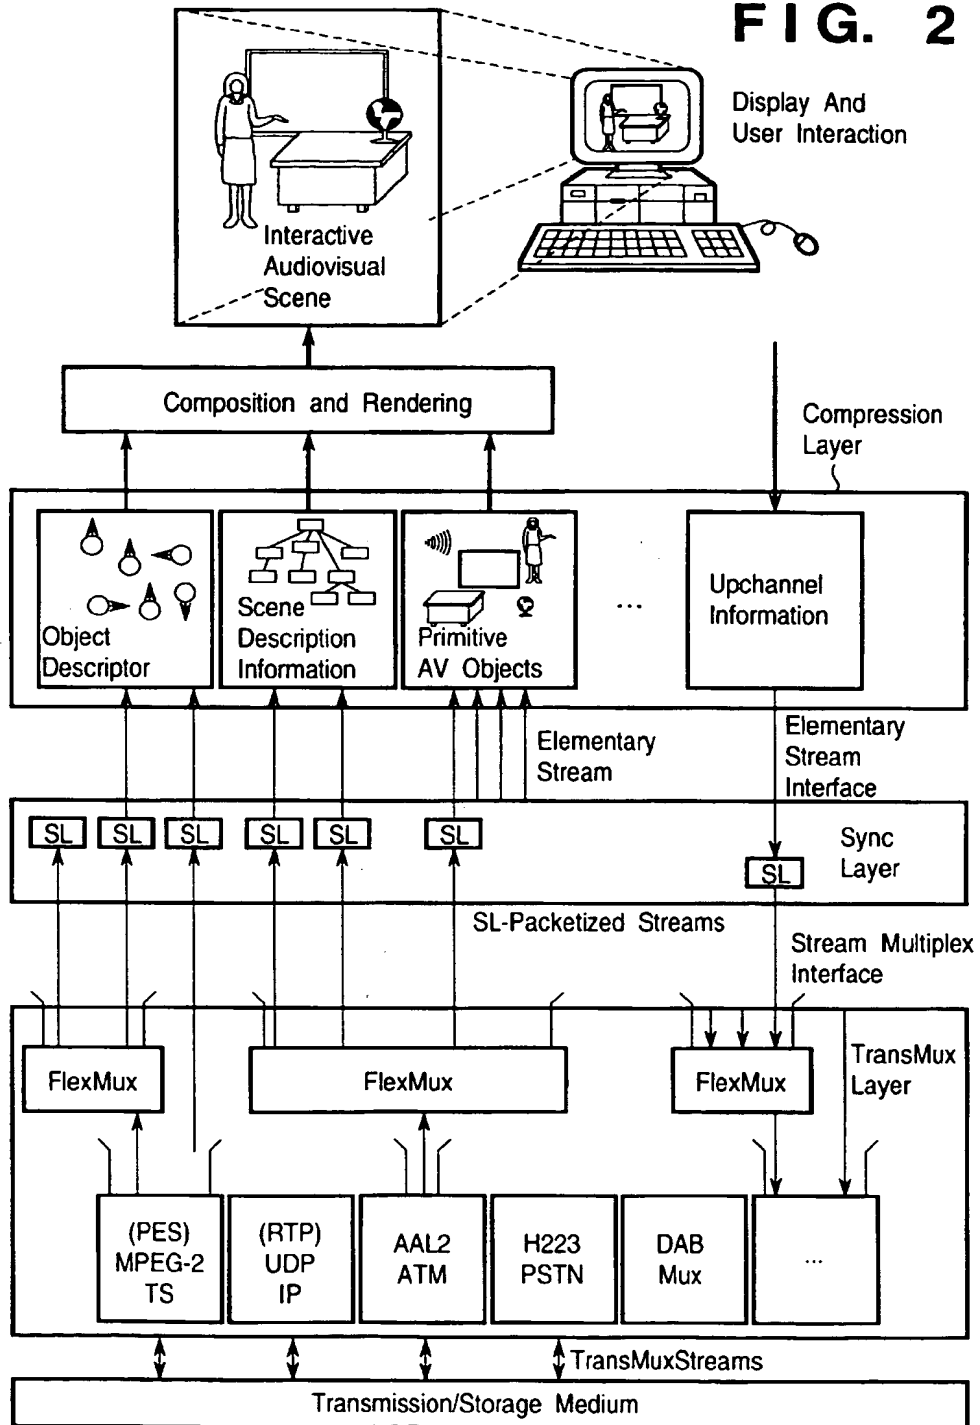 FIG. 2
Display And
User Interaction
Interactive
Audiovisual
Scene
Composition and Rendering
Compression
Layer
Object
Descriptor
Scene
Description
Information
Primitive
AV Objects
...
Upchannel
Information
Elementary
Stream
Elementary
Stream
Interface
SL
SL
SL
SL
SL
SL
SL
Sync
Layer
SL-Packetized Streams
Stream Multiplex
Interface
FlexMux
FlexMux
FlexMux
TransMux
Layer
(PES)
MPEG-2
TS
(RTP)
UDP
IP
AAL2
ATM
H223
PSTN
DAB
Mux
...
TransMuxStreams
Transmission/Storage Medium